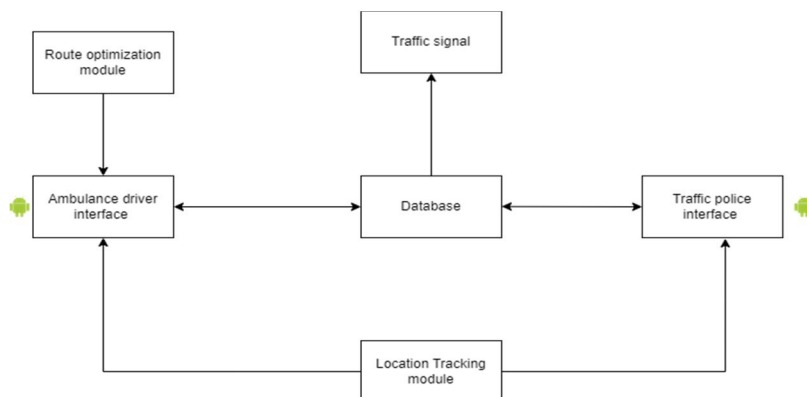 Route optimization
module
Traffic signal
Ambulance driver
interface
Database
Traffic police
interface
Location Tracking
module